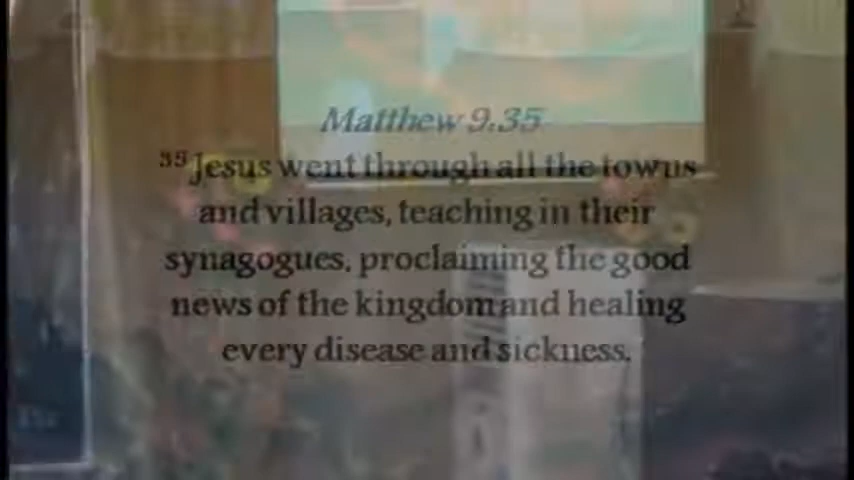 Matthew 9.35
35 Jesus went through all the towns
and villages, teaching in their
synagogues, proclaiming the good
news of the kingdom and healing
every disease and sickness.